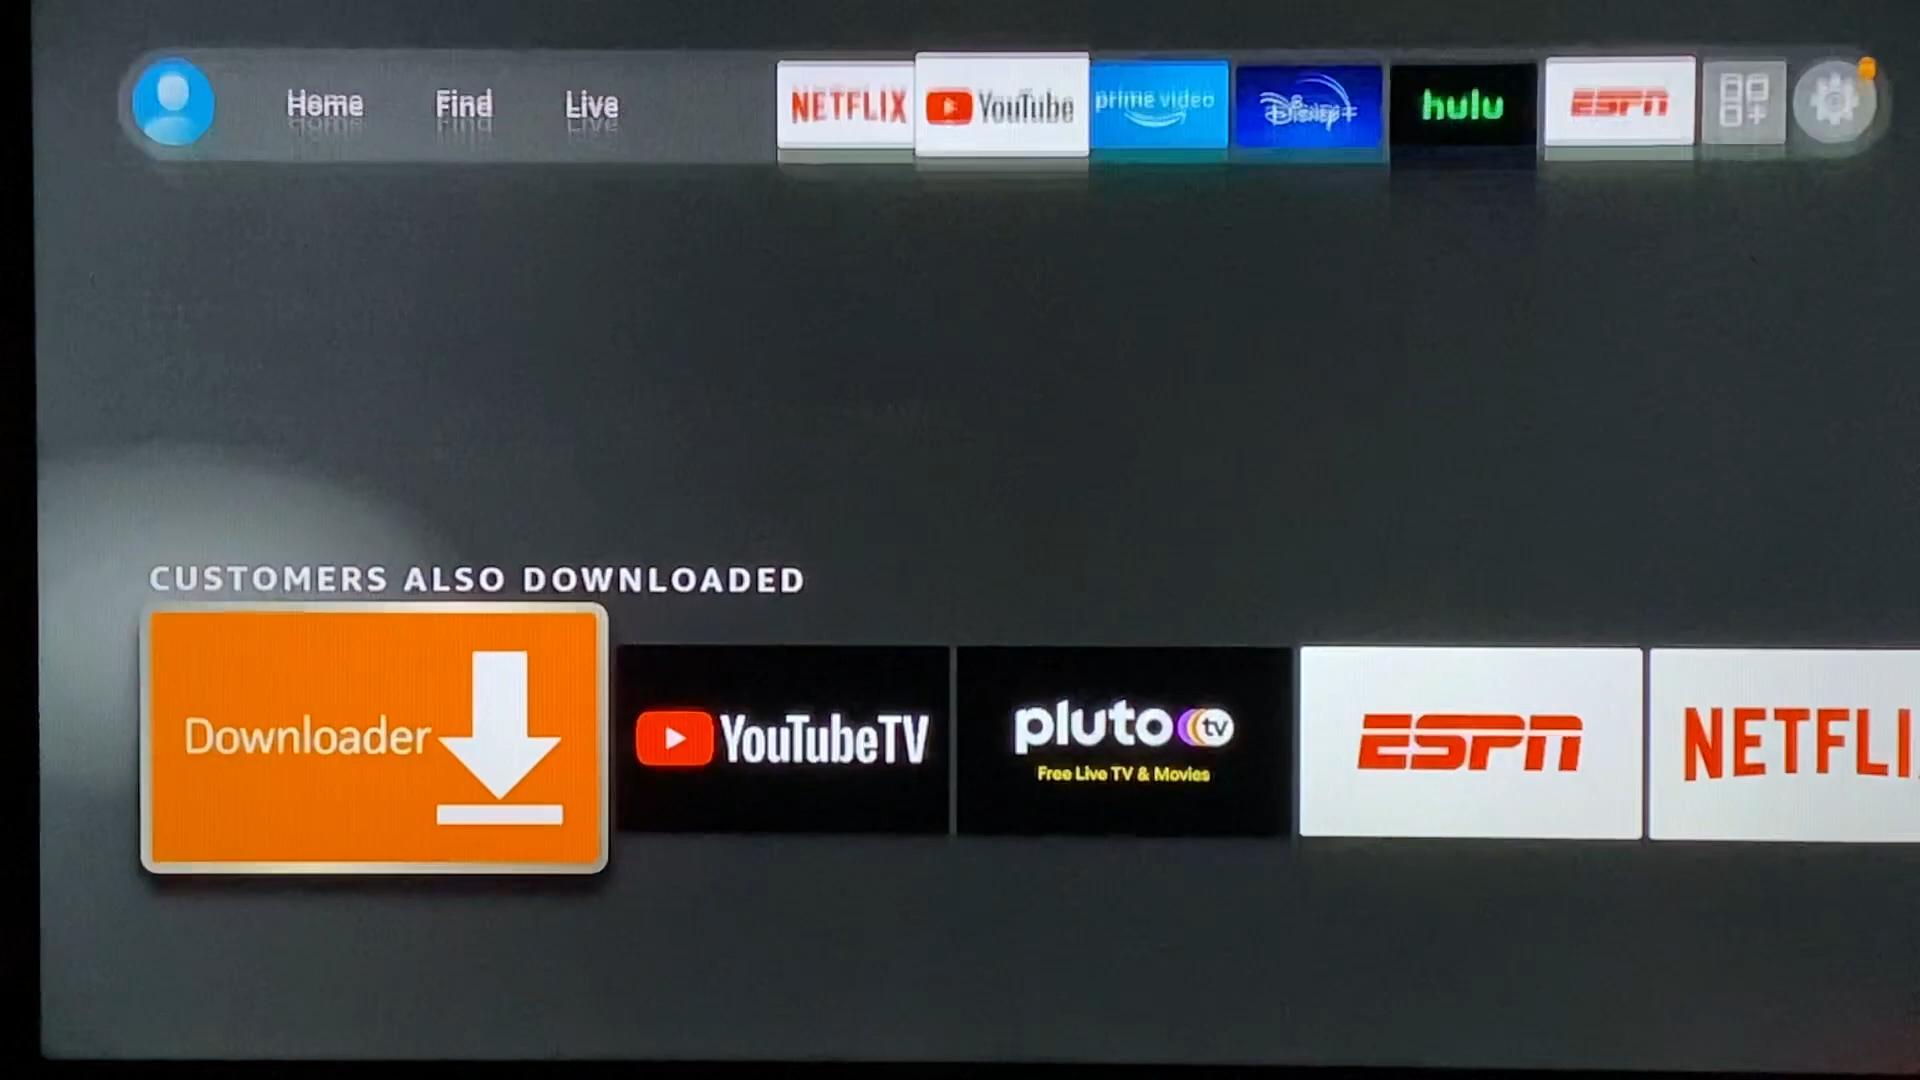 Home Find Live NETFLIX YouTube prime video Disney+ hulu ESPN
CUSTOMERS ALSO DOWNLOADED
Downloader YouTubeTV pluto tv ESPN NETFLI
Free Live TV & Movies